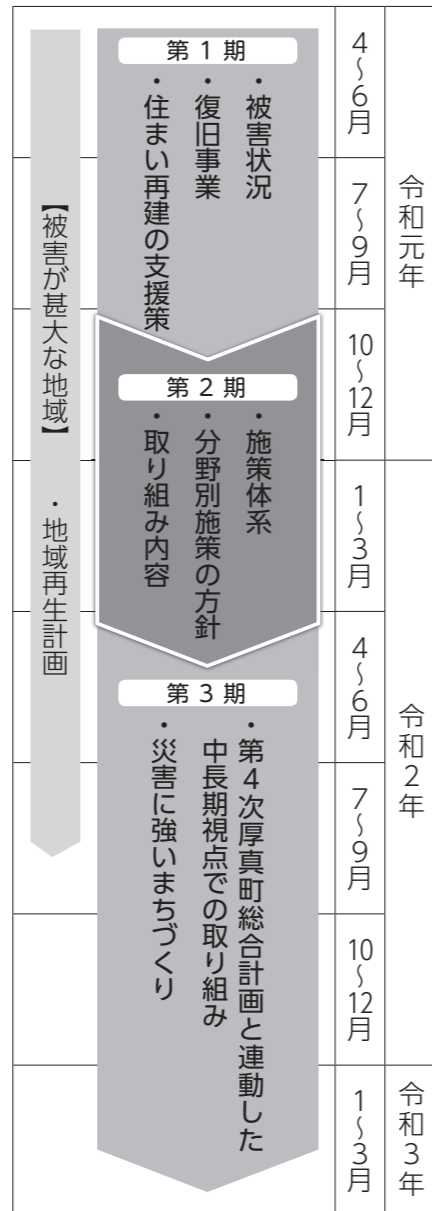 令和元年
令和2年
令和3年
4〜6月
7〜9月
10〜12月
1〜3月
4〜6月
7〜9月
10〜12月
1〜3月
第1期
・被害状況
・復旧事業
・住まい再建の支援策
第2期
・施策体系
・分野別施策の方針
・取り組み内容
第3期
・第4次厚真町総合計画と連動した
中長期視点での取り組み
・災害に強いまちづくり
【被害が甚大な地域】 ・地域再生計画